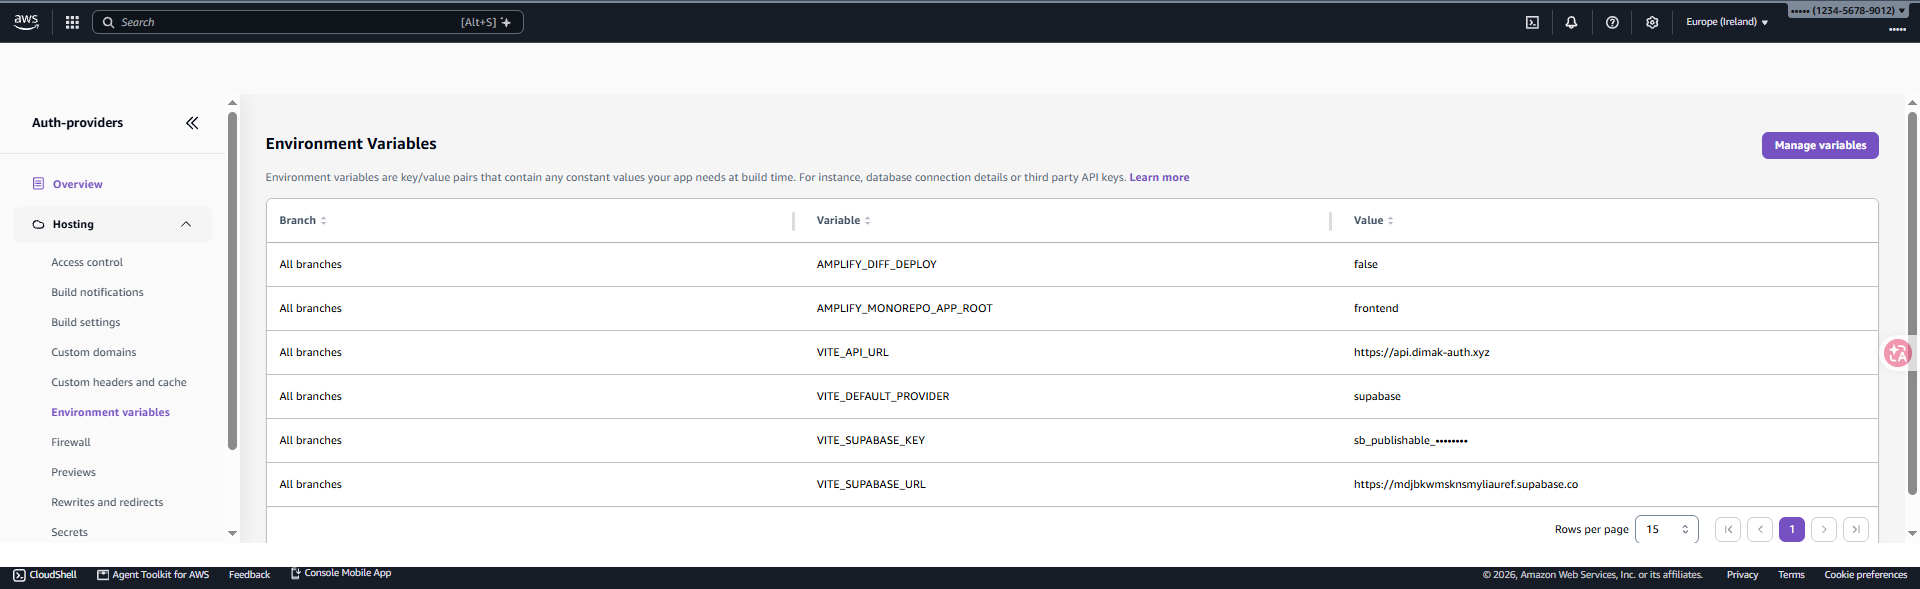 aws
Search [Alt+S]
Europe (Ireland)
••••• (1234-5678-9012)
•••••
Auth-providers
Overview
Hosting
Access control
Build notifications
Build settings
Custom domains
Custom headers and cache
Environment variables
Firewall
Previews
Rewrites and redirects
Secrets
Environment Variables
Manage variables
Environment variables are key/value pairs that contain any constant values your app needs at build time. For instance, database connection details or third party API keys. Learn more
Branch Variable Value
All branches AMPLIFY_DIFF_DEPLOY false
All branches AMPLIFY_MONOREPO_APP_ROOT frontend
All branches VITE_API_URL https://api.dimak-auth.xyz
All branches VITE_DEFAULT_PROVIDER supabase
All branches VITE_SUPABASE_KEY sb_publishable_••••••••
All branches VITE_SUPABASE_URL https://mdjbkwmsknsmyliauref.supabase.co
Rows per page 15 1
CloudShell Agent Toolkit for AWS Feedback Console Mobile App
© 2026, Amazon Web Services, Inc. or its affiliates. Privacy Terms Cookie preferences